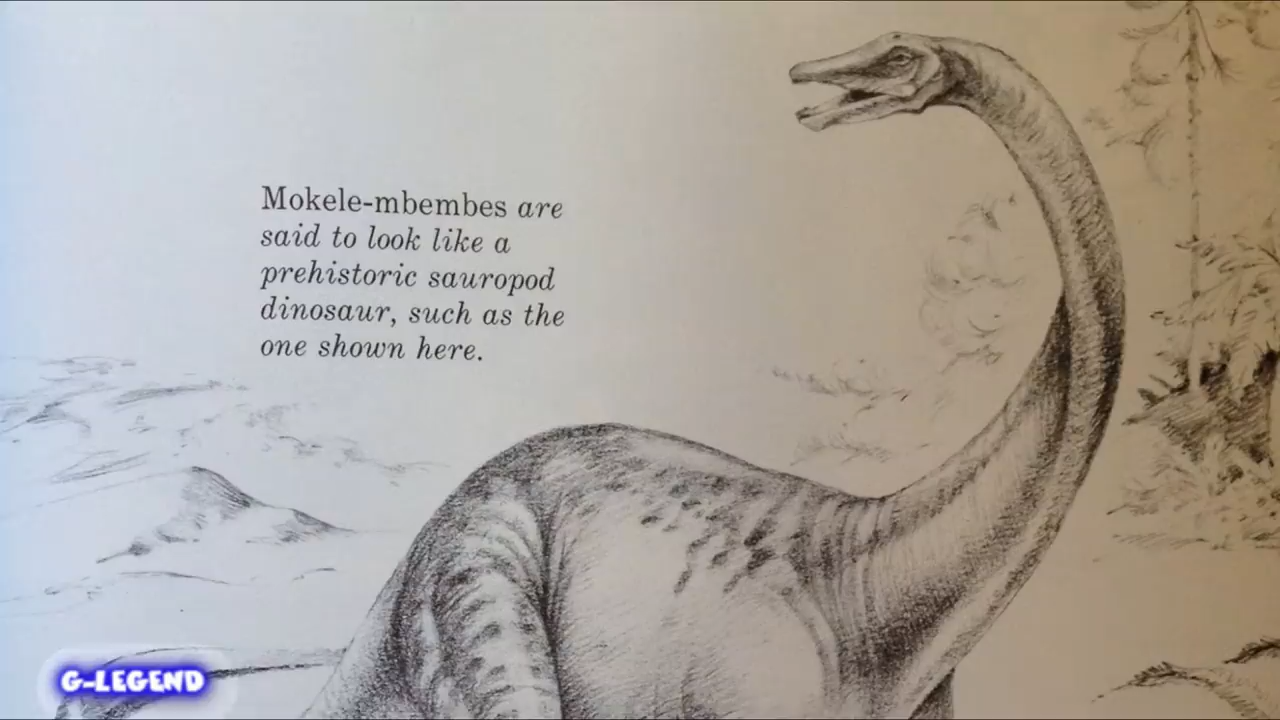 Mokele-mbembes are
said to look like a
prehistoric sauropod
dinosaur, such as the
one shown here.
G-LEGEND